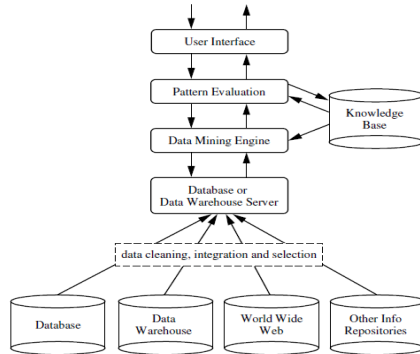 User Interface
Pattern Evaluation
Knowledge
Base
Data Mining Engine
Database or
Data Warehouse Server
data cleaning, integration and selection
Database
Data
Warehouse
World Wide
Web
Other Info
Repositories